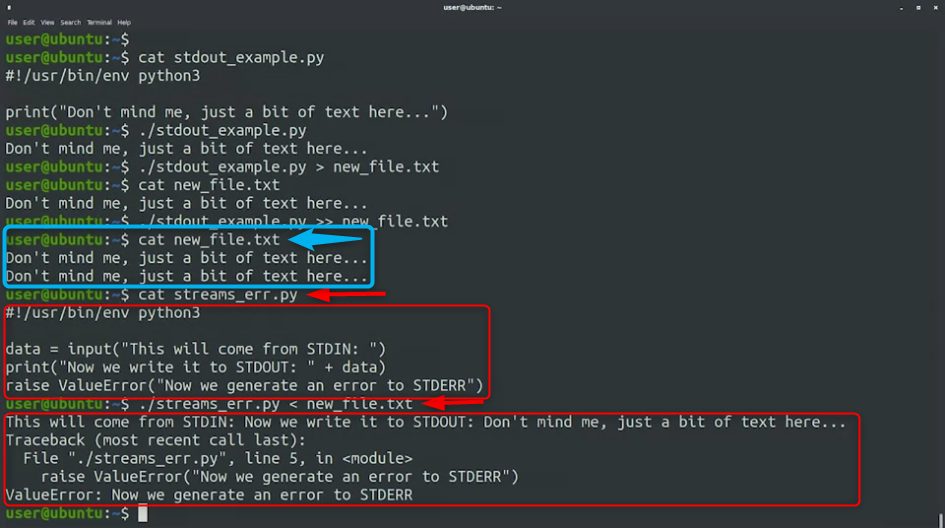 user@ubuntu: ~
File Edit View Search Terminal Help
user@ubuntu:~$
user@ubuntu:~$ cat stdout_example.py
#!/usr/bin/env python3
print("Don't mind me, just a bit of text here...")
user@ubuntu:~$ ./stdout_example.py
Don't mind me, just a bit of text here...
user@ubuntu:~$ ./stdout_example.py > new_file.txt
user@ubuntu:~$ cat new_file.txt
Don't mind me, just a bit of text here...
user@ubuntu:~$ ./stdout_example.py >> new_file.txt
user@ubuntu:~$ cat new_file.txt
Don't mind me, just a bit of text here...
Don't mind me, just a bit of text here...
user@ubuntu:~$ cat streams_err.py
#!/usr/bin/env python3
data = input("This will come from STDIN: ")
print("Now we write it to STDOUT: " + data)
raise ValueError("Now we generate an error to STDERR")
user@ubuntu:~$ ./streams_err.py < new_file.txt
This will come from STDIN: Now we write it to STDOUT: Don't mind me, just a bit of text here...
Traceback (most recent call last):
  File "./streams_err.py", line 5, in <module>
    raise ValueError("Now we generate an error to STDERR")
ValueError: Now we generate an error to STDERR
user@ubuntu:~$